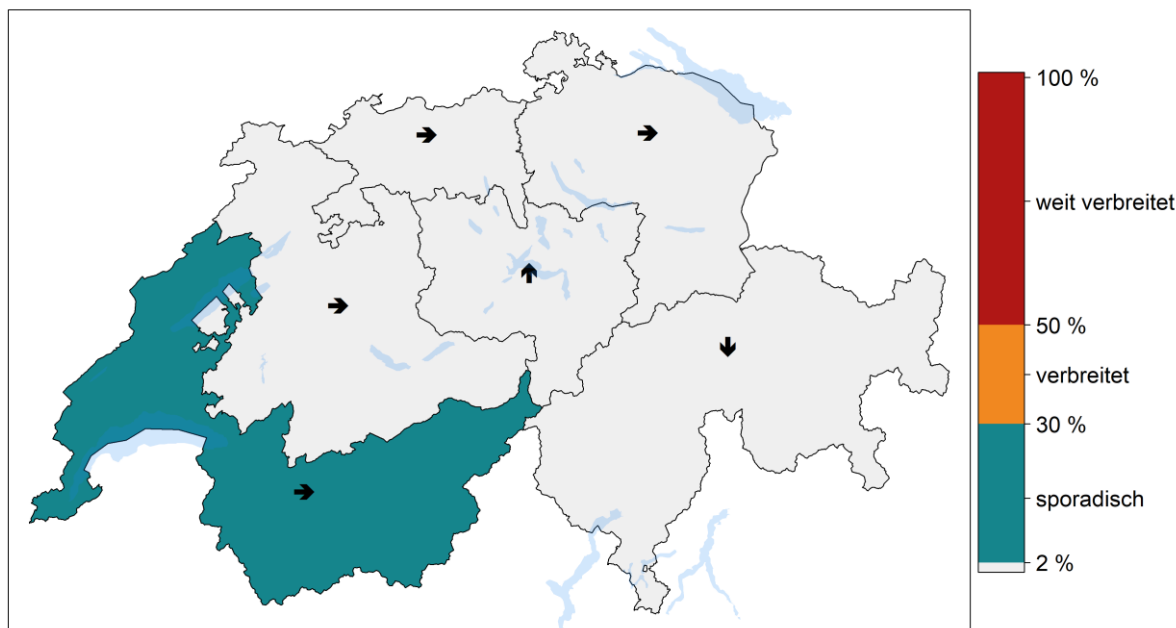 100 %
weit verbreitet
50 %
verbreitet
30 %
sporadisch
2 %